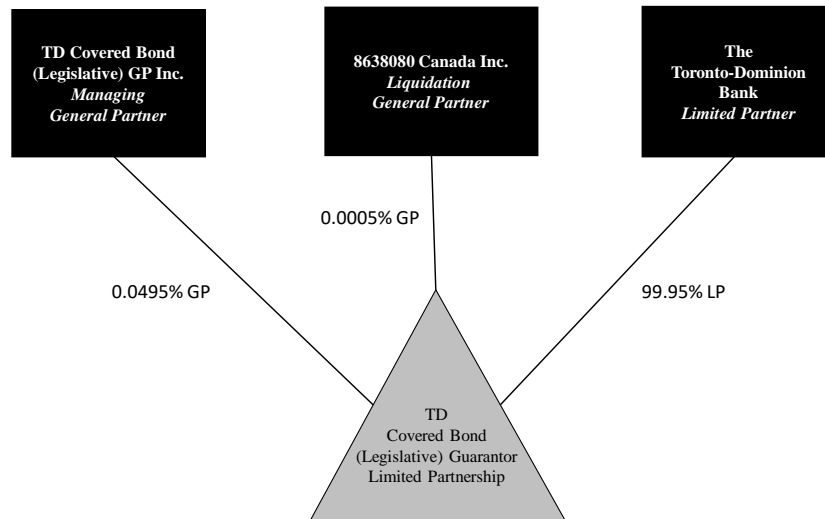 TD Covered Bond
(Legislative) GP Inc.
Managing
General Partner
8638080 Canada Inc.
Liquidation
General Partner
The
Toronto-Dominion
Bank
Limited Partner
0.0005% GP
0.0495% GP
99.95% LP
TD
Covered Bond
(Legislative) Guarantor
Limited Partnership